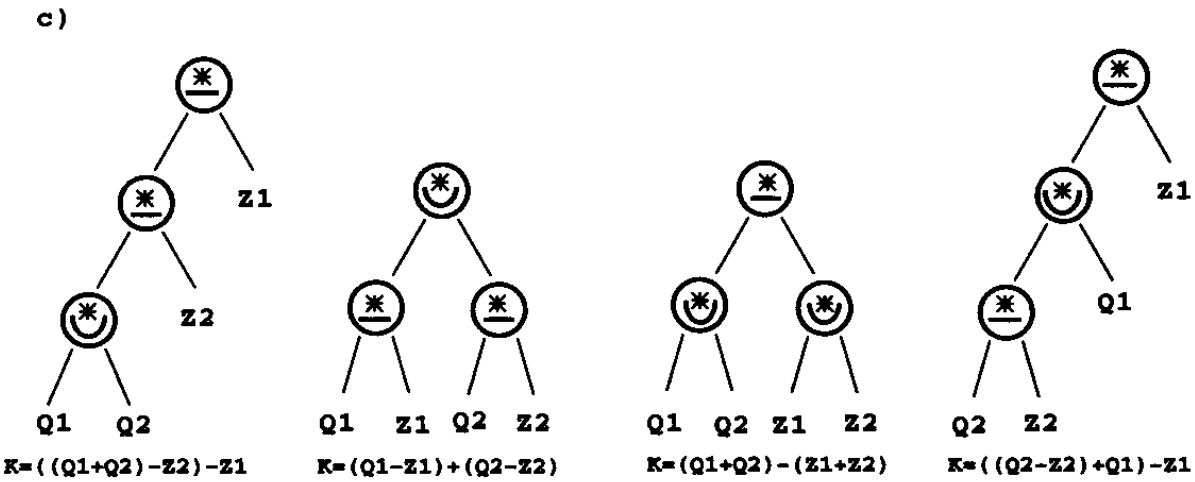 c)
Z1
Z2
Q1 Q2
K=((Q1+Q2)-Z2)-Z1
Q1 Z1 Q2 Z2
K=(Q1-Z1)+(Q2-Z2)
Q1 Q2 Z1 Z2
K=(Q1+Q2)-(Z1+Z2)
Z1
Q1
Q2 Z2
K=((Q2-Z2)+Q1)-Z1